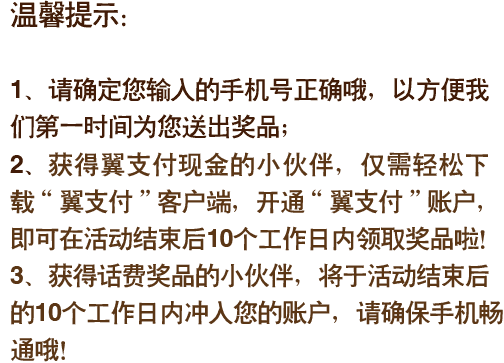 温馨提示：
1、请确定您输入的手机号正确哦，以方便我
们第一时间为您送出奖品；
2、获得翼支付现金的小伙伴，仅需轻松下
载“翼支付”客户端，开通“翼支付”账户，
即可在活动结束后10个工作日内领取奖品啦!
3、获得话费奖品的小伙伴，将于活动结束后
的10个工作日内冲入您的账户，请确保手机畅
通哦!